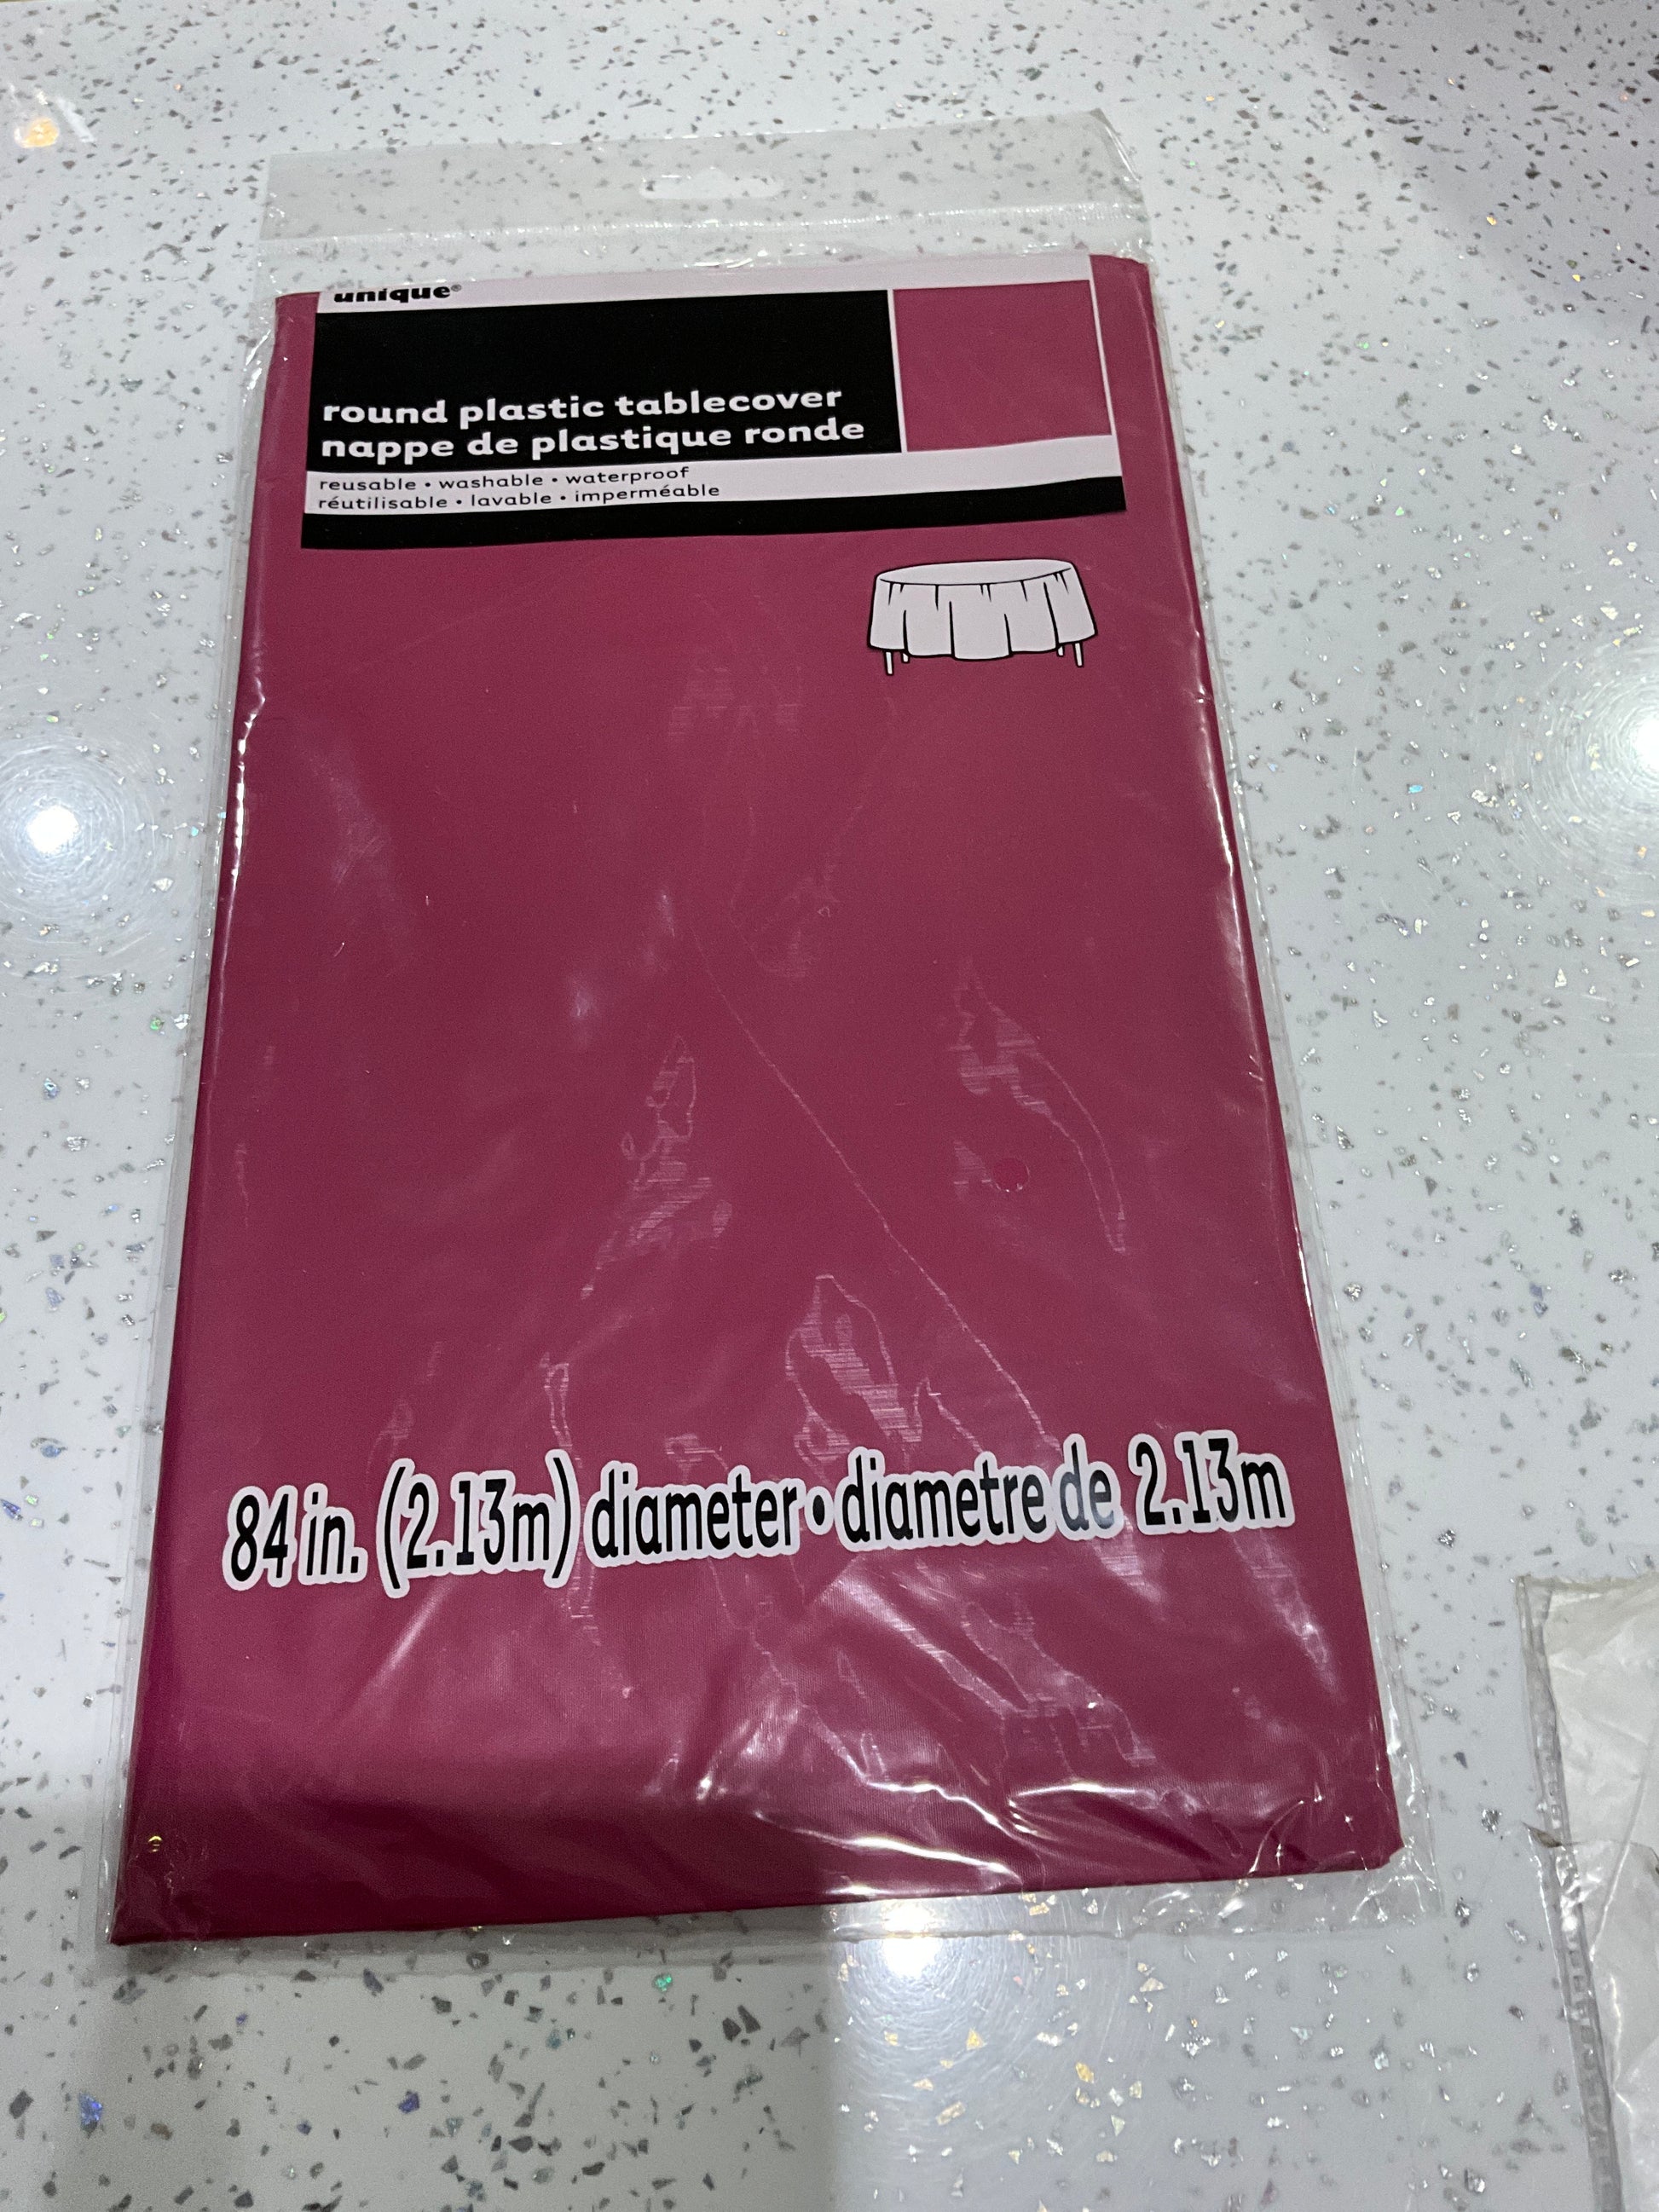 unique®
round plastic tablecover
nappe de plastique ronde
reusable • washable • waterproof
réutilisable • lavable • imperméable
84 in. (2.13m) diameter • diametre de 2.13m